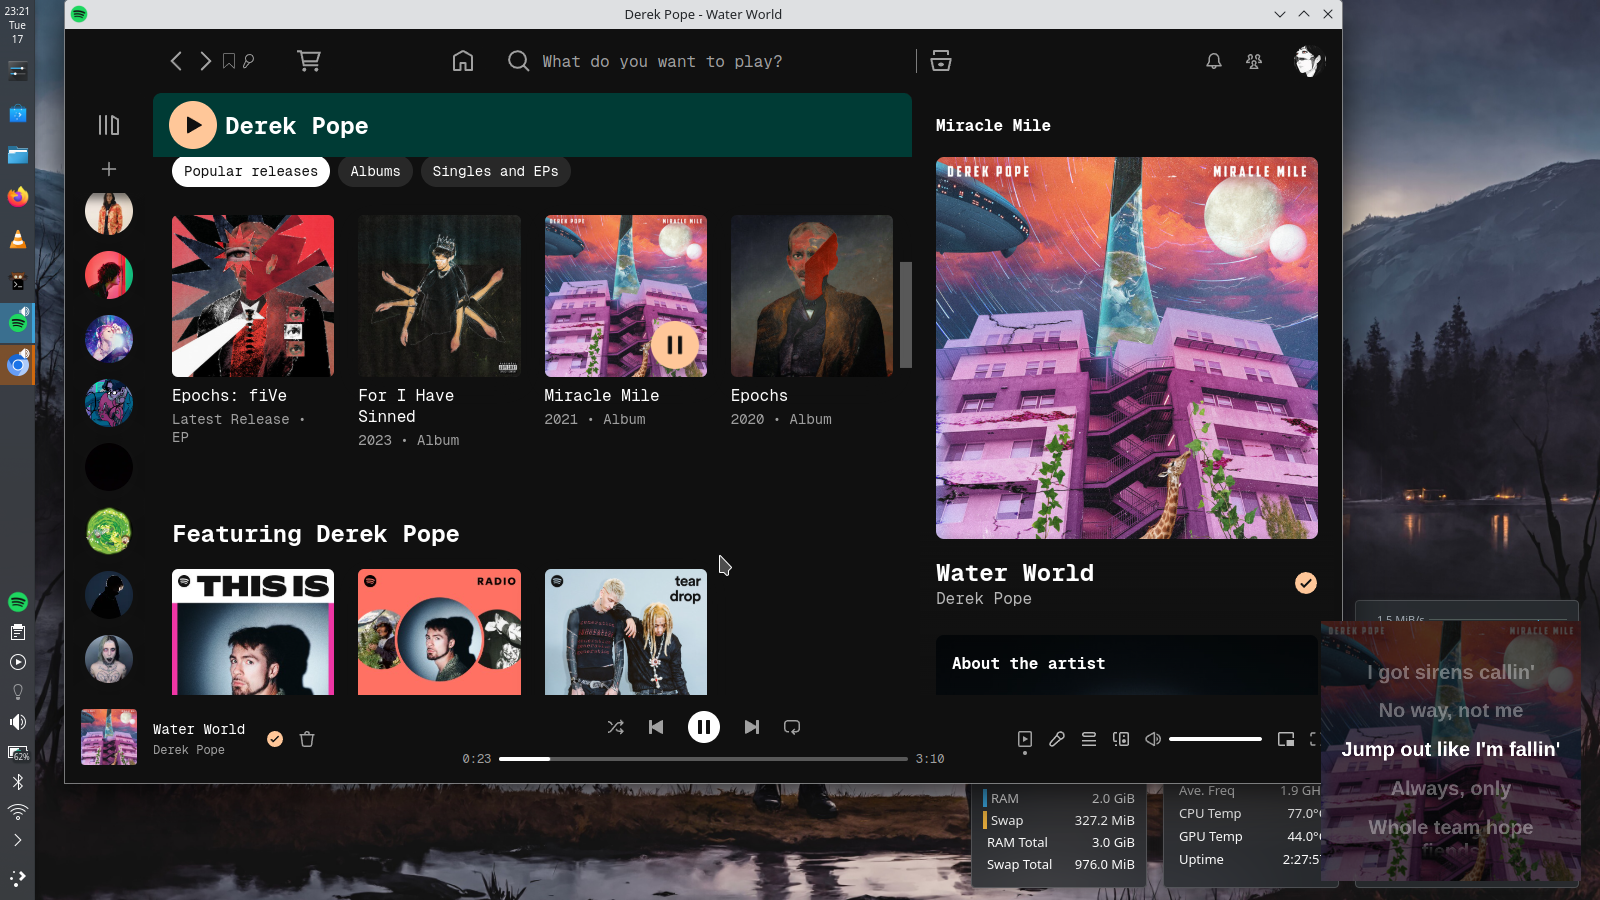 23:21
Tue
17
Derek Pope - Water World
What do you want to play?
Derek Pope
Popular releases
Albums
Singles and EPs
DEREK POPE
MIRACLE MILE
Epochs: fiVe
Latest Release •
EP
For I Have
Sinned
2023 • Album
Miracle Mile
2021 • Album
Epochs
2020 • Album
Featuring Derek Pope
THIS IS
RADIO
tear
drop
Miracle Mile
DEREK POPE
MIRACLE MILE
Water World
Derek Pope
About the artist
Water World
Derek Pope
0:23
3:10
62%
1.5 MiB/s
DEREK POPE
MIRACLE MILE
I got sirens callin'
No way, not me
Jump out like I'm fallin'
Always, only
Whole team hope
fiends
RAM 2.0 GiB
Swap 327.2 MiB
RAM Total 3.0 GiB
Swap Total 976.0 MiB
Ave. Freq 1.9 GH
CPU Temp 77.0°
GPU Temp 44.0°
Uptime 2:27:5